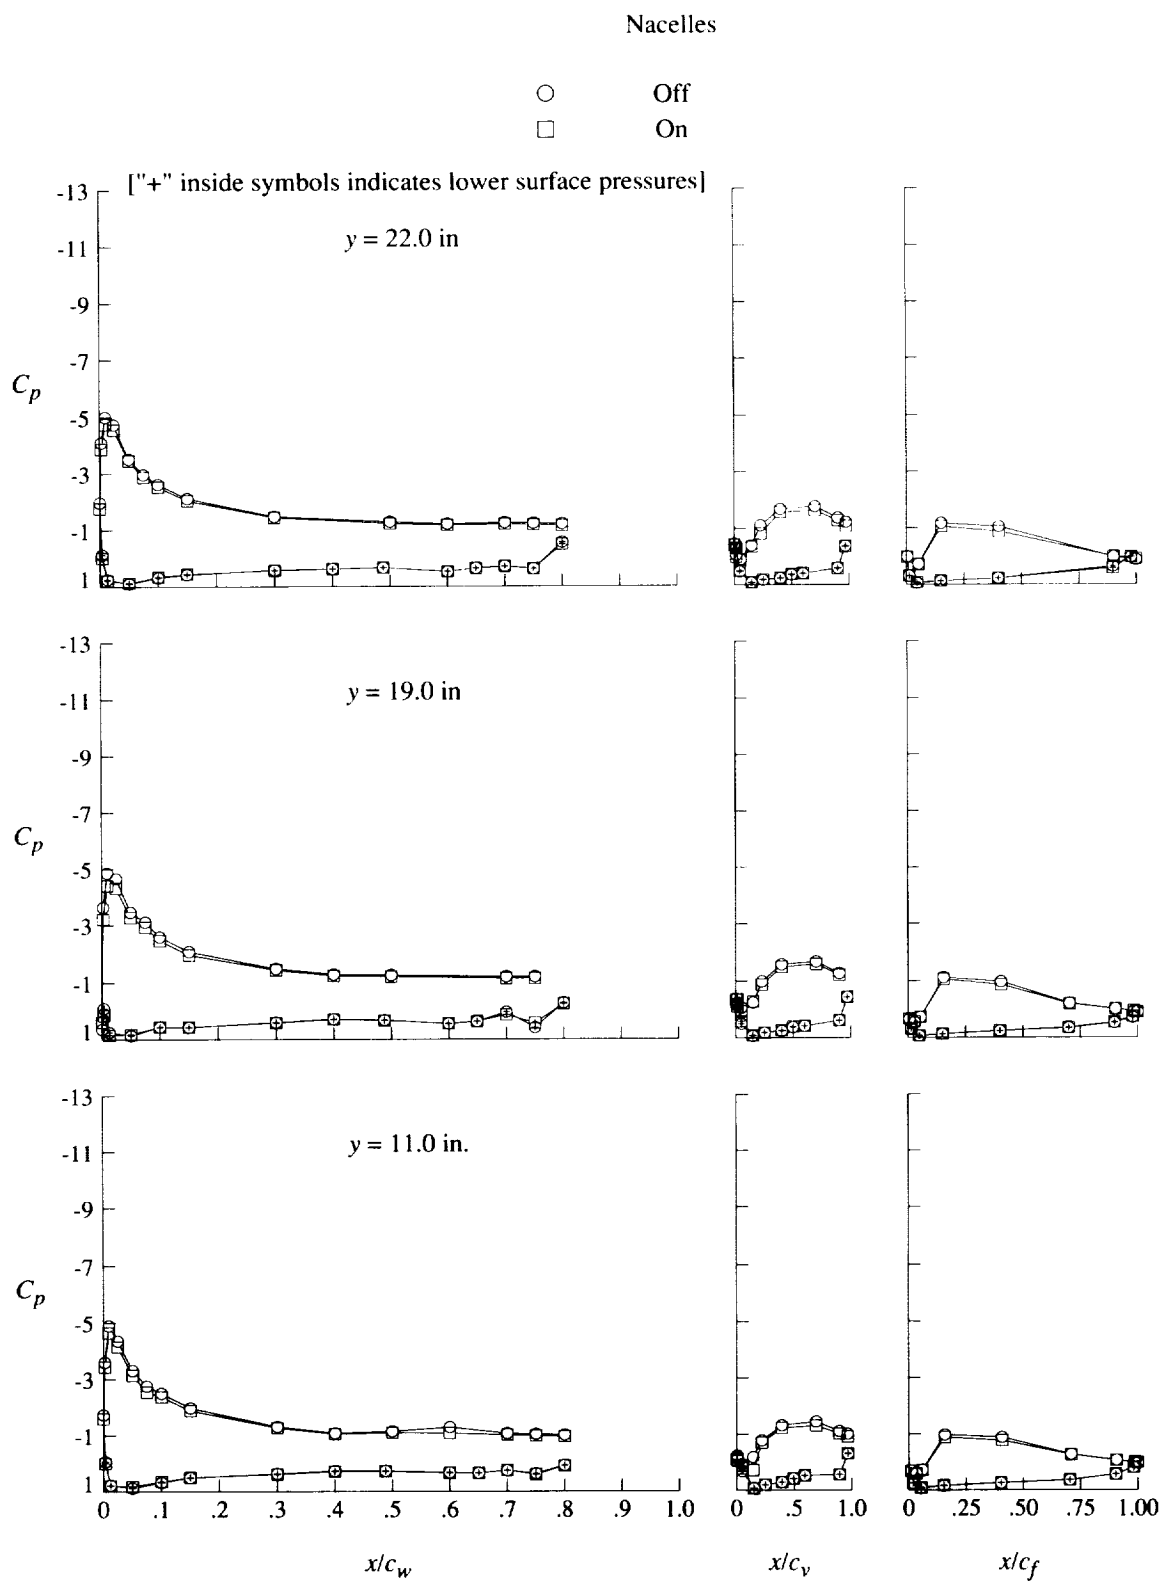 Nacelles
Off
On
["+" inside symbols indicates lower surface pressures]
-13
-11
-9
-7
-5
-3
-1
1
C_p
y = 22.0 in
-13
-11
-9
-7
-5
-3
-1
1
C_p
y = 19.0 in
-13
-11
-9
-7
-5
-3
-1
1
C_p
y = 11.0 in.
0 .1 .2 .3 .4 .5 .6 .7 .8 .9 1.0
0 .5 1.0
0 .25 .50 .75 1.00
x/c_w
x/c_v
x/c_f